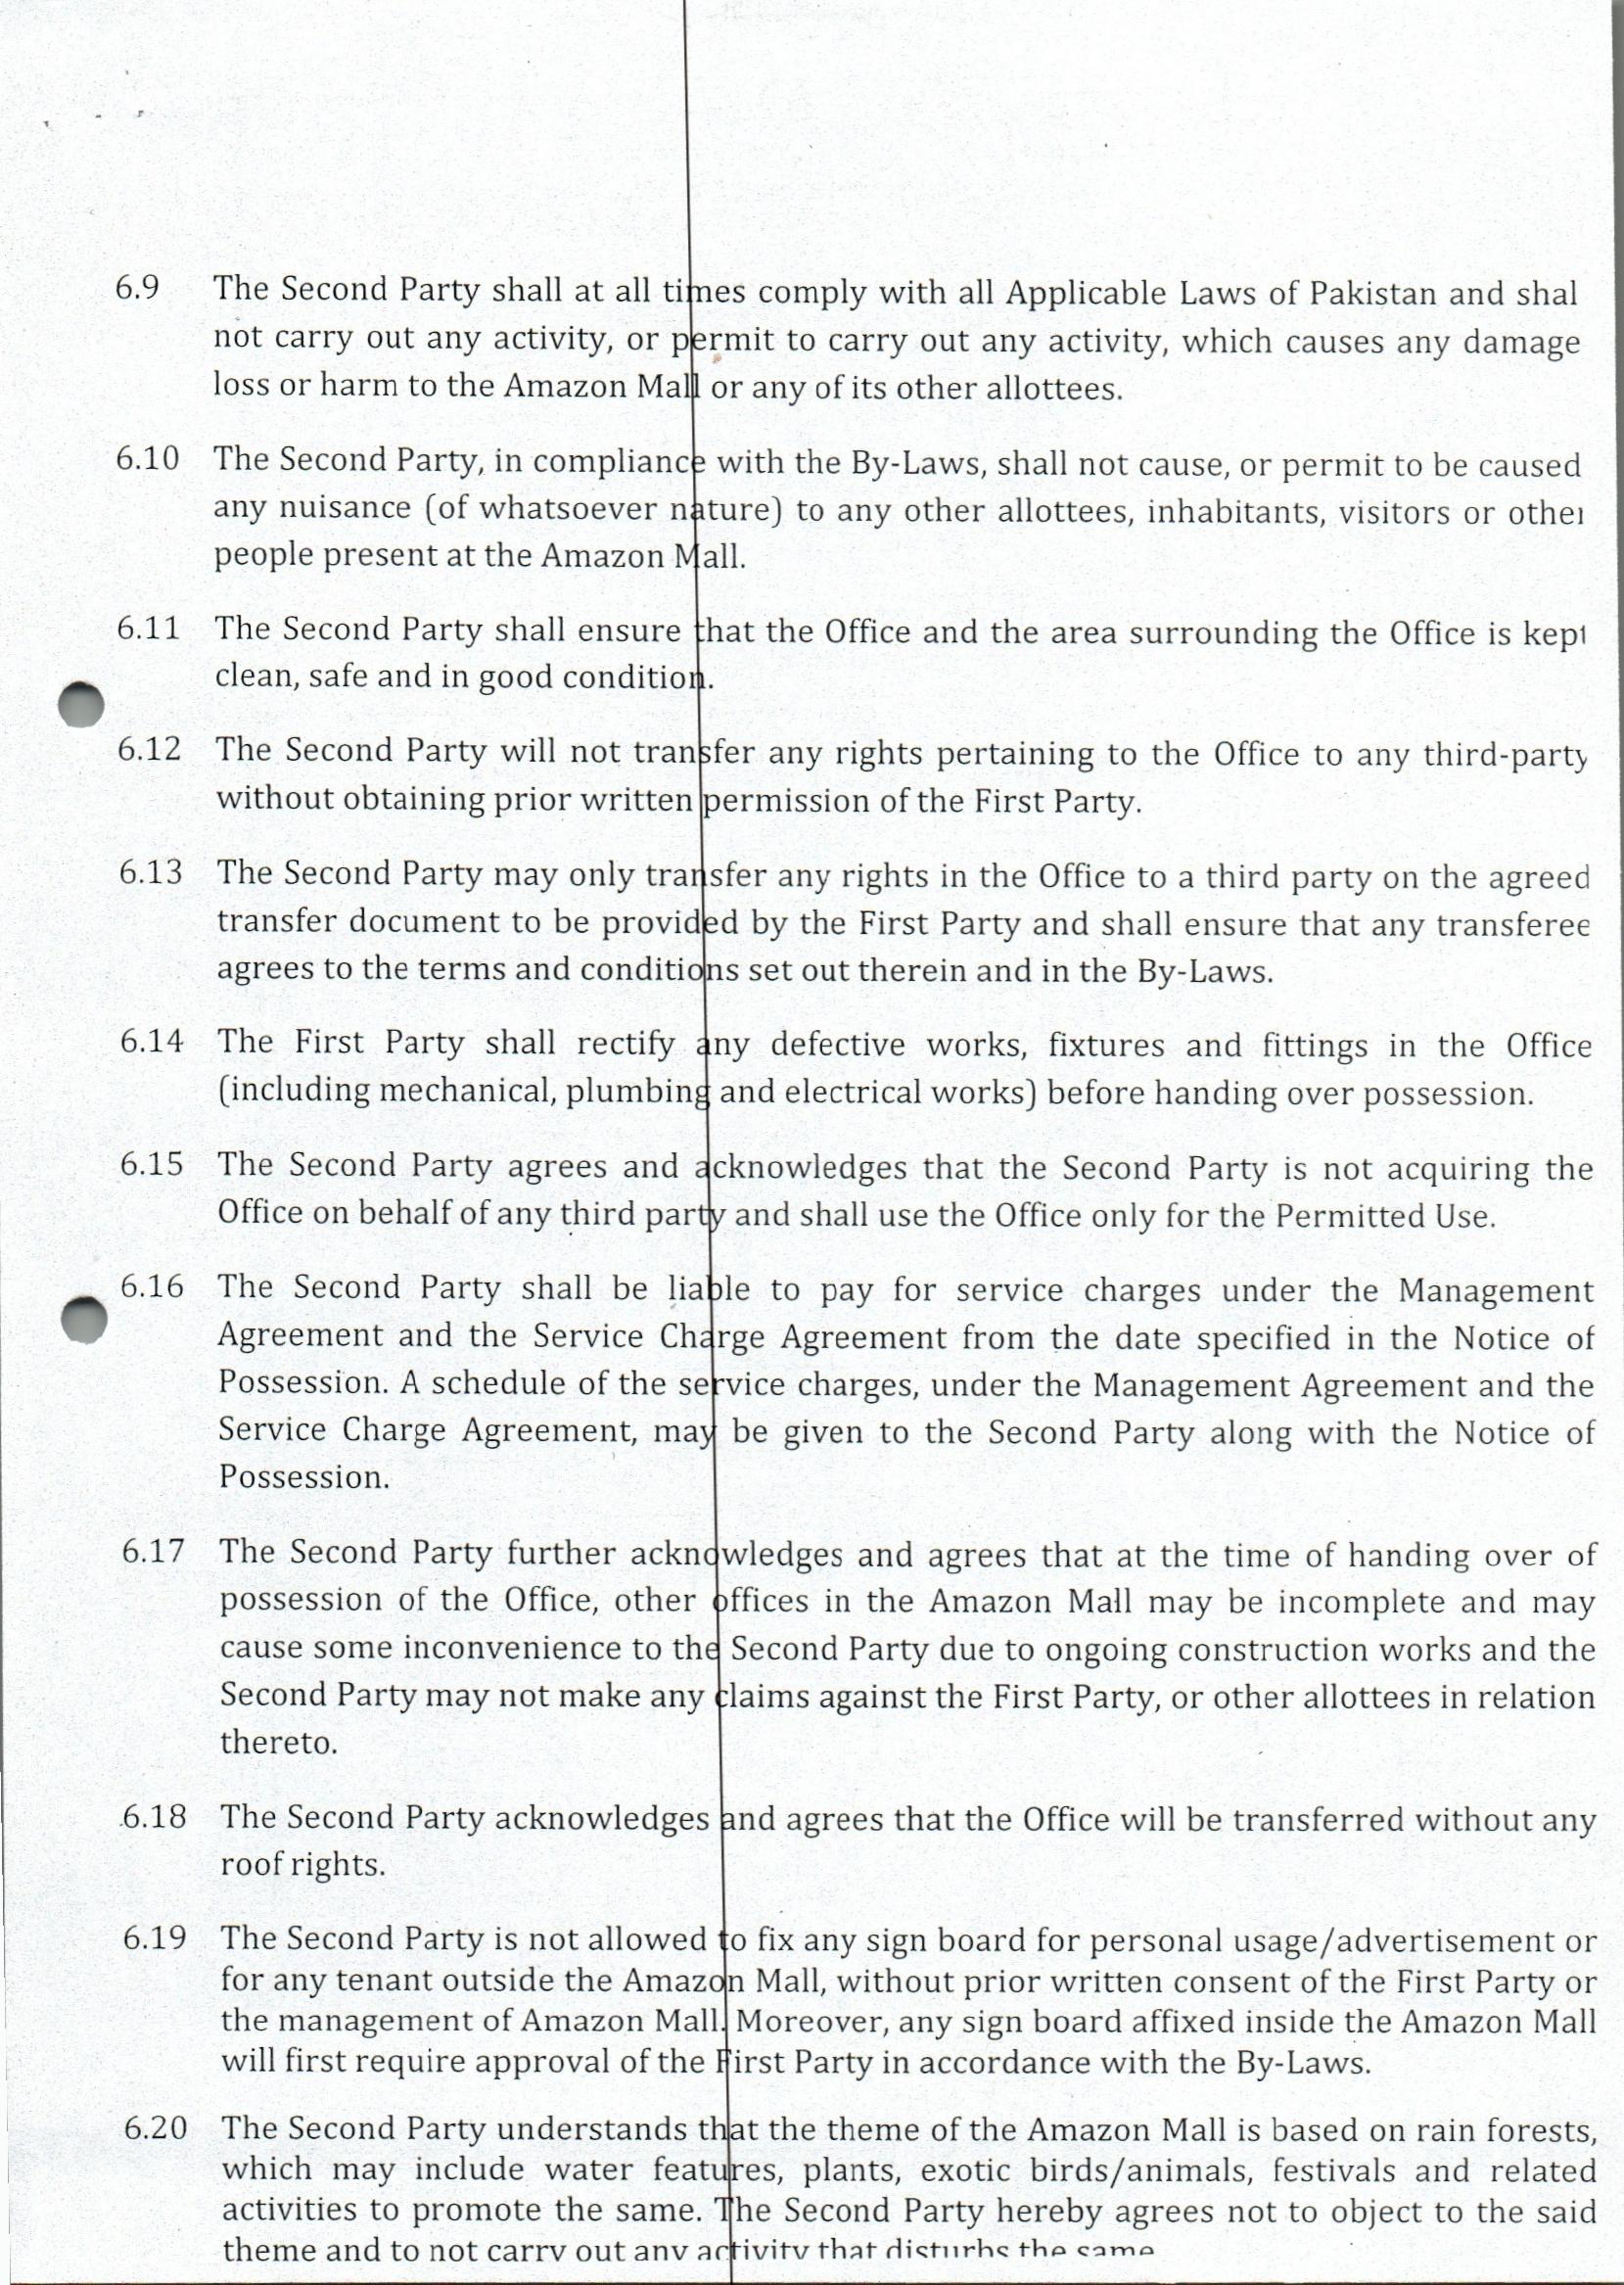 6.9 The Second Party shall at all times comply with all Applicable Laws of Pakistan and shal
not carry out any activity, or permit to carry out any activity, which causes any damage
loss or harm to the Amazon Mall or any of its other allottees.
6.10 The Second Party, in compliance with the By-Laws, shall not cause, or permit to be caused
any nuisance (of whatsoever nature) to any other allottees, inhabitants, visitors or other
people present at the Amazon Mall.
6.11 The Second Party shall ensure that the Office and the area surrounding the Office is kept
clean, safe and in good condition.
6.12 The Second Party will not transfer any rights pertaining to the Office to any third-party
without obtaining prior written permission of the First Party.
6.13 The Second Party may only transfer any rights in the Office to a third party on the agreed
transfer document to be provided by the First Party and shall ensure that any transferee
agrees to the terms and conditions set out therein and in the By-Laws.
6.14 The First Party shall rectify any defective works, fixtures and fittings in the Office
(including mechanical, plumbing and electrical works) before handing over possession.
6.15 The Second Party agrees and acknowledges that the Second Party is not acquiring the
Office on behalf of any third party and shall use the Office only for the Permitted Use.
6.16 The Second Party shall be liable to pay for service charges under the Management
Agreement and the Service Charge Agreement from the date specified in the Notice of
Possession. A schedule of the service charges, under the Management Agreement and the
Service Charge Agreement, may be given to the Second Party along with the Notice of
Possession.
6.17 The Second Party further acknowledges and agrees that at the time of handing over of
possession of the Office, other offices in the Amazon Mall may be incomplete and may
cause some inconvenience to the Second Party due to ongoing construction works and the
Second Party may not make any claims against the First Party, or other allottees in relation
thereto.
6.18 The Second Party acknowledges and agrees that the Office will be transferred without any
roof rights.
6.19 The Second Party is not allowed to fix any sign board for personal usage/advertisement or
for any tenant outside the Amazon Mall, without prior written consent of the First Party or
the management of Amazon Mall. Moreover, any sign board affixed inside the Amazon Mall
will first require approval of the First Party in accordance with the By-Laws.
6.20 The Second Party understands that the theme of the Amazon Mall is based on rain forests,
which may include water features, plants, exotic birds/animals, festivals and related
activities to promote the same. The Second Party hereby agrees not to object to the said
theme and to not carry out any activity that disturbs the same